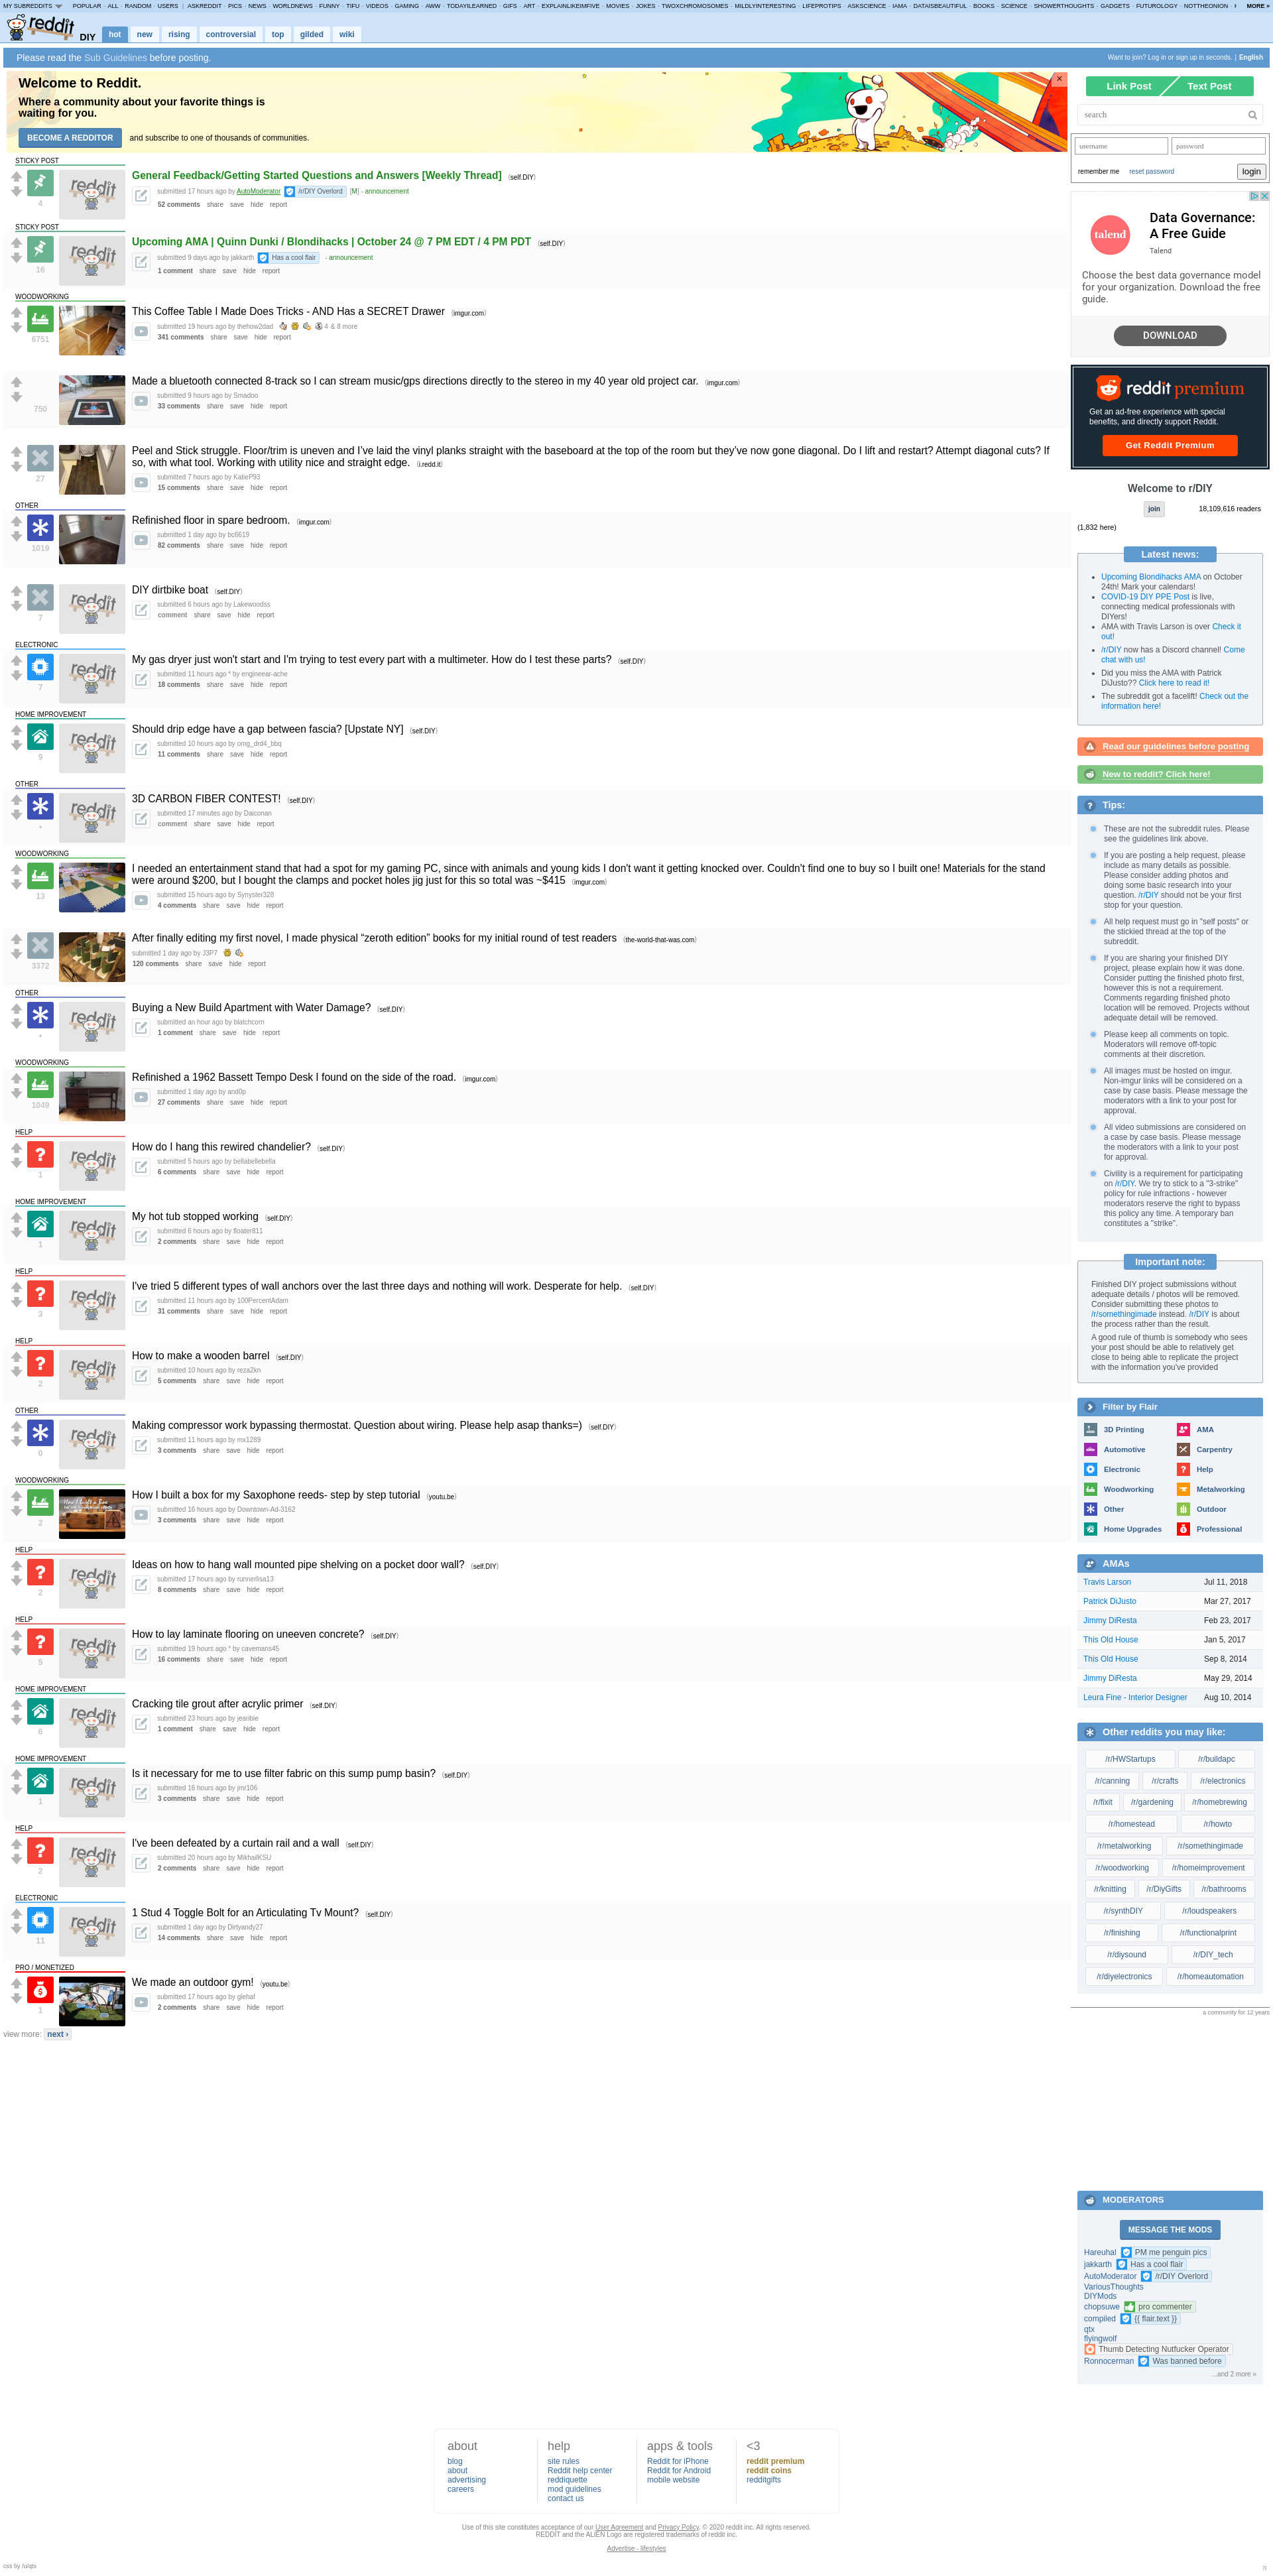 MY SUBREDDITS POPULAR - ALL - RANDOM - USERS | ASKREDDIT - PICS - NEWS - WORLDNEWS - FUNNY - TIFU - VIDEOS - GAMING - AWW - TODAYILEARNED - GIFS - ART - EXPLAINLIKEIMFIVE - MOVIES - JOKES - TWOXCHROMOSOMES - MILDLYINTERESTING - LIFEPROTIPS - ASKSCIENCE - IAMA - DATAISBEAUTIFUL - BOOKS - SCIENCE - SHOWERTHOUGHTS - GADGETS - FUTUROLOGY - NOTTHEONION - MORE »
reddit DIY hot new rising controversial top gilded wiki
Please read the Sub Guidelines before posting.
Want to join? Log in or sign up in seconds. | English
Welcome to Reddit.
Where a community about your favorite things is
waiting for you.
BECOME A REDDITOR and subscribe to one of thousands of communities.
×
STICKY POST
4
General Feedback/Getting Started Questions and Answers [Weekly Thread] (self.DIY)
submitted 17 hours ago by AutoModerator /r/DIY Overlord [M] - announcement
52 comments share save hide report
STICKY POST
16
Upcoming AMA | Quinn Dunki / Blondihacks | October 24 @ 7 PM EDT / 4 PM PDT (self.DIY)
submitted 9 days ago by jakkarth Has a cool flair - announcement
1 comment share save hide report
WOODWORKING
6751
This Coffee Table I Made Does Tricks - AND Has a SECRET Drawer (imgur.com)
submitted 19 hours ago by thehow2dad 4 & 8 more
341 comments share save hide report
750
Made a bluetooth connected 8-track so I can stream music/gps directions directly to the stereo in my 40 year old project car. (imgur.com)
submitted 9 hours ago by Smadoo
33 comments share save hide report
27
Peel and Stick struggle. Floor/trim is uneven and I've laid the vinyl planks straight with the baseboard at the top of the room but they've now gone diagonal. Do I lift and restart? Attempt diagonal cuts? If
so, with what tool. Working with utility nice and straight edge. (i.redd.it)
submitted 7 hours ago by KatieP93
15 comments share save hide report
OTHER
1019
Refinished floor in spare bedroom. (imgur.com)
submitted 1 day ago by bc6619
82 comments share save hide report
7
DIY dirtbike boat (self.DIY)
submitted 6 hours ago by Lakewoodss
comment share save hide report
ELECTRONIC
7
My gas dryer just won't start and I'm trying to test every part with a multimeter. How do I test these parts? (self.DIY)
submitted 11 hours ago * by engineear-ache
18 comments share save hide report
HOME IMPROVEMENT
9
Should drip edge have a gap between fascia? [Upstate NY] (self.DIY)
submitted 10 hours ago by omg_drd4_bbq
11 comments share save hide report
OTHER
•
3D CARBON FIBER CONTEST! (self.DIY)
submitted 17 minutes ago by Daiconan
comment share save hide report
WOODWORKING
13
I needed an entertainment stand that had a spot for my gaming PC, since with animals and young kids I don't want it getting knocked over. Couldn't find one to buy so I built one! Materials for the stand
were around $200, but I bought the clamps and pocket holes jig just for this so total was ~$415 (imgur.com)
submitted 15 hours ago by Synyster328
4 comments share save hide report
3372
After finally editing my first novel, I made physical “zeroth edition” books for my initial round of test readers (the-world-that-was.com)
submitted 1 day ago by J3P7
120 comments share save hide report
OTHER
•
Buying a New Build Apartment with Water Damage? (self.DIY)
submitted an hour ago by blatchcorn
1 comment share save hide report
WOODWORKING
1049
Refinished a 1962 Bassett Tempo Desk I found on the side of the road. (imgur.com)
submitted 1 day ago by and0p
27 comments share save hide report
HELP
1
How do I hang this rewired chandelier? (self.DIY)
submitted 5 hours ago by bellabellebella
6 comments share save hide report
HOME IMPROVEMENT
1
My hot tub stopped working (self.DIY)
submitted 6 hours ago by floater811
2 comments share save hide report
HELP
3
I've tried 5 different types of wall anchors over the last three days and nothing will work. Desperate for help. (self.DIY)
submitted 11 hours ago by 100PercentAdam
31 comments share save hide report
HELP
2
How to make a wooden barrel (self.DIY)
submitted 10 hours ago by reza2kn
5 comments share save hide report
OTHER
0
Making compressor work bypassing thermostat. Question about wiring. Please help asap thanks=) (self.DIY)
submitted 11 hours ago by mx1289
3 comments share save hide report
WOODWORKING
2
How I built a box for my Saxophone reeds- step by step tutorial (youtu.be)
submitted 16 hours ago by Downtown-Ad-3162
3 comments share save hide report
HELP
2
Ideas on how to hang wall mounted pipe shelving on a pocket door wall? (self.DIY)
submitted 17 hours ago by runnerlisa13
8 comments share save hide report
HELP
5
How to lay laminate flooring on uneeven concrete? (self.DIY)
submitted 19 hours ago * by cavemans45
16 comments share save hide report
HOME IMPROVEMENT
6
Cracking tile grout after acrylic primer (self.DIY)
submitted 23 hours ago by jeanbie
1 comment share save hide report
HOME IMPROVEMENT
1
Is it necessary for me to use filter fabric on this sump pump basin? (self.DIY)
submitted 16 hours ago by jmr106
3 comments share save hide report
HELP
2
I've been defeated by a curtain rail and a wall (self.DIY)
submitted 20 hours ago by MikhailKSU
2 comments share save hide report
ELECTRONIC
11
1 Stud 4 Toggle Bolt for an Articulating Tv Mount? (self.DIY)
submitted 1 day ago by Dirtyandy27
14 comments share save hide report
PRO / MONETIZED
1
We made an outdoor gym! (youtu.be)
submitted 17 hours ago by glehaf
2 comments share save hide report
view more: next ›
Link Post Text Post
search
username password
remember me reset password login
talend
Data Governance:
A Free Guide
Talend
Choose the best data governance model
for your organization. Download the free
guide.
DOWNLOAD
reddit premium
Get an ad-free experience with special
benefits, and directly support Reddit.
Get Reddit Premium
Welcome to r/DIY
join 18,109,616 readers
(1,832 here)
Latest news:
Upcoming Blondihacks AMA on October
24th! Mark your calendars!
COVID-19 DIY PPE Post is live,
connecting medical professionals with
DIYers!
AMA with Travis Larson is over Check it
out!
/r/DIY now has a Discord channel! Come
chat with us!
Did you miss the AMA with Patrick
DiJusto?? Click here to read it!
The subreddit got a facelift! Check out the
information here!
Read our guidelines before posting
New to reddit? Click here!
Tips:
These are not the subreddit rules. Please
see the guidelines link above.
If you are posting a help request, please
include as many details as possible.
Please consider adding photos and
doing some basic research into your
question. /r/DIY should not be your first
stop for your question.
All help request must go in "self posts" or
the stickied thread at the top of the
subreddit.
If you are sharing your finished DIY
project, please explain how it was done.
Consider putting the finished photo first,
however this is not a requirement.
Comments regarding finished photo
location will be removed. Projects without
adequate detail will be removed.
Please keep all comments on topic.
Moderators will remove off-topic
comments at their discretion.
All images must be hosted on imgur.
Non-imgur links will be considered on a
case by case basis. Please message the
moderators with a link to your post for
approval.
All video submissions are considered on
a case by case basis. Please message
the moderators with a link to your post
for approval.
Civility is a requirement for participating
on /r/DIY. We try to stick to a "3-strike"
policy for rule infractions - however
moderators reserve the right to bypass
this policy any time. A temporary ban
constitutes a "strike".
Important note:
Finished DIY project submissions without
adequate details / photos will be removed.
Consider submitting these photos to
/r/somethingimade instead. /r/DIY is about
the process rather than the result.
A good rule of thumb is somebody who sees
your post should be able to relatively get
close to being able to replicate the project
with the information you've provided
Filter by Flair
3D Printing AMA
Automotive Carpentry
Electronic Help
Woodworking Metalworking
Other Outdoor
Home Upgrades Professional
AMAs
Travis Larson Jul 11, 2018
Patrick DiJusto Mar 27, 2017
Jimmy DiResta Feb 23, 2017
This Old House Jan 5, 2017
This Old House Sep 8, 2014
Jimmy DiResta May 29, 2014
Leura Fine - Interior Designer Aug 10, 2014
Other reddits you may like:
/r/HWStartups /r/buildapc
/r/canning /r/crafts /r/electronics
/r/fixit /r/gardening /r/homebrewing
/r/homestead /r/howto
/r/metalworking /r/somethingimade
/r/woodworking /r/homeimprovement
/r/knitting /r/DiyGifts /r/bathrooms
/r/synthDIY /r/loudspeakers
/r/finishing /r/functionalprint
/r/diysound /r/DIY_tech
/r/diyelectronics /r/homeautomation
a community for 12 years
MODERATORS
MESSAGE THE MODS
Hareuhal PM me penguin pics
jakkarth Has a cool flair
AutoModerator /r/DIY Overlord
VariousThoughts
DIYMods
chopsuwe pro commenter
compiled {{ flair.text }}
qtx
flyingwolf
Thumb Detecting Nutfucker Operator
Ronnocerman Was banned before
...and 2 more »
about help apps & tools <3
blog site rules Reddit for iPhone reddit premium
about Reddit help center Reddit for Android reddit coins
advertising reddiquette mobile website redditgifts
careers mod guidelines
contact us
Use of this site constitutes acceptance of our User Agreement and Privacy Policy. © 2020 reddit inc. All rights reserved.
REDDIT and the ALIEN Logo are registered trademarks of reddit inc.
Advertise - lifestyles
css by /u/qtx
π